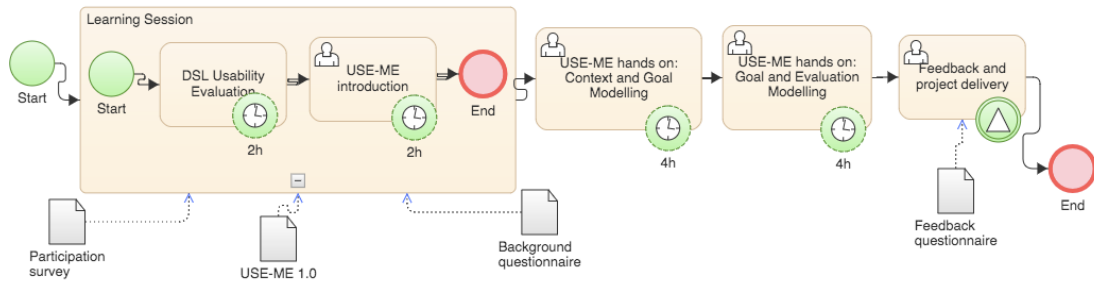 Learning Session
Start
Start
DSL Usability
Evaluation
2h
USE-ME
introduction
2h
End
USE-ME hands on:
Context and Goal
Modelling
4h
USE-ME hands on:
Goal and Evaluation
Modelling
4h
Feedback and
project delivery
End
Participation
survey
USE-ME 1.0
Background
questionnaire
Feedback
questionnaire